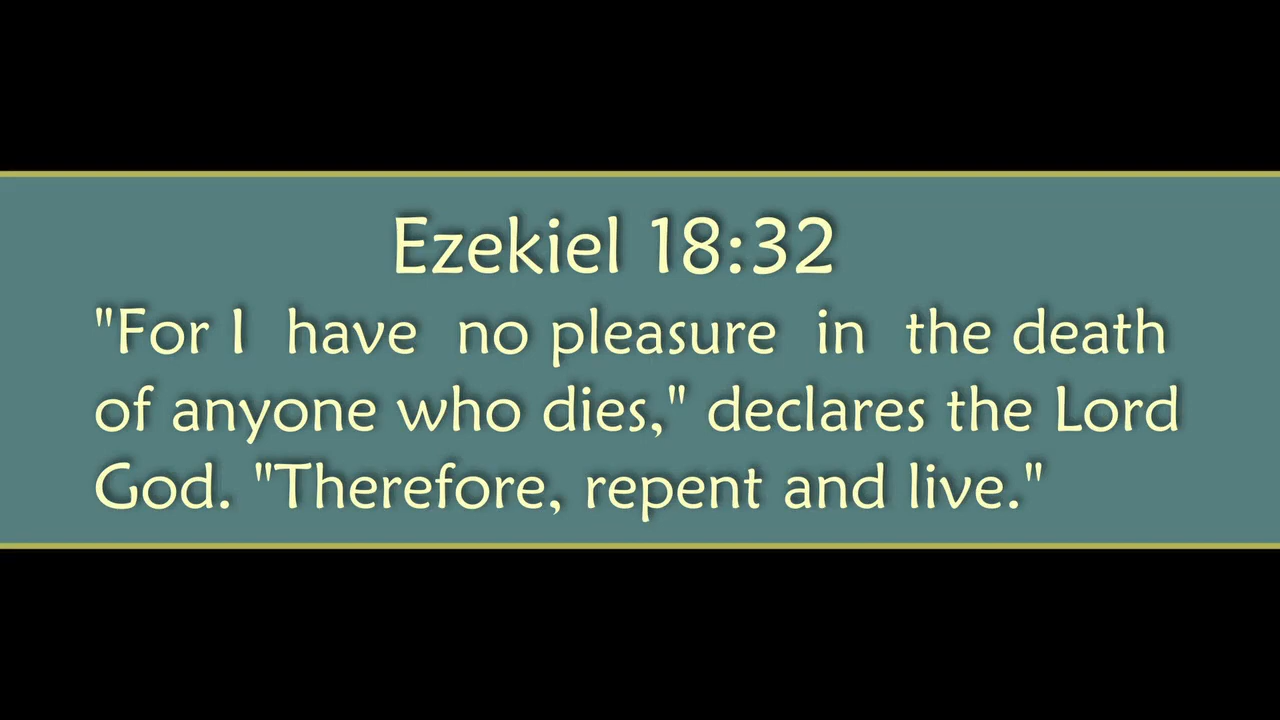 Ezekiel 18:32
"For I have no pleasure in the death
of anyone who dies," declares the Lord
God. "Therefore, repent and live."